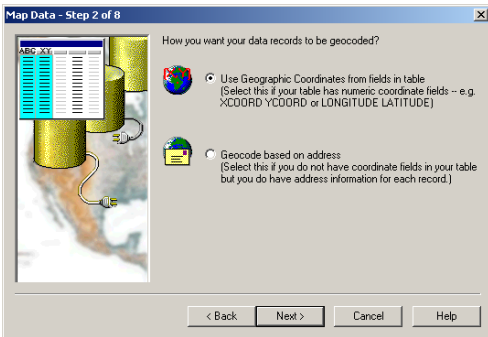 Map Data - Step 2 of 8
How you want your data records to be geocoded?
ABC XY
Use Geographic Coordinates from fields in table
(Select this if your table has numeric coordinate fields -- e.g.
XCOORD YCOORD or LONGITUDE LATITUDE)
Geocode based on address
(Select this if you do not have coordinate fields in your table
but you do have address information for each record.)
< Back Next > Cancel Help